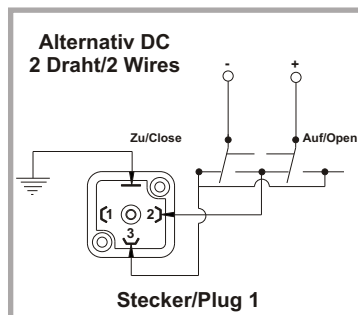 Alternativ DC
2 Draht/2 Wires
- +
Zu/Close Auf/Open
1 2
3
Stecker/Plug 1